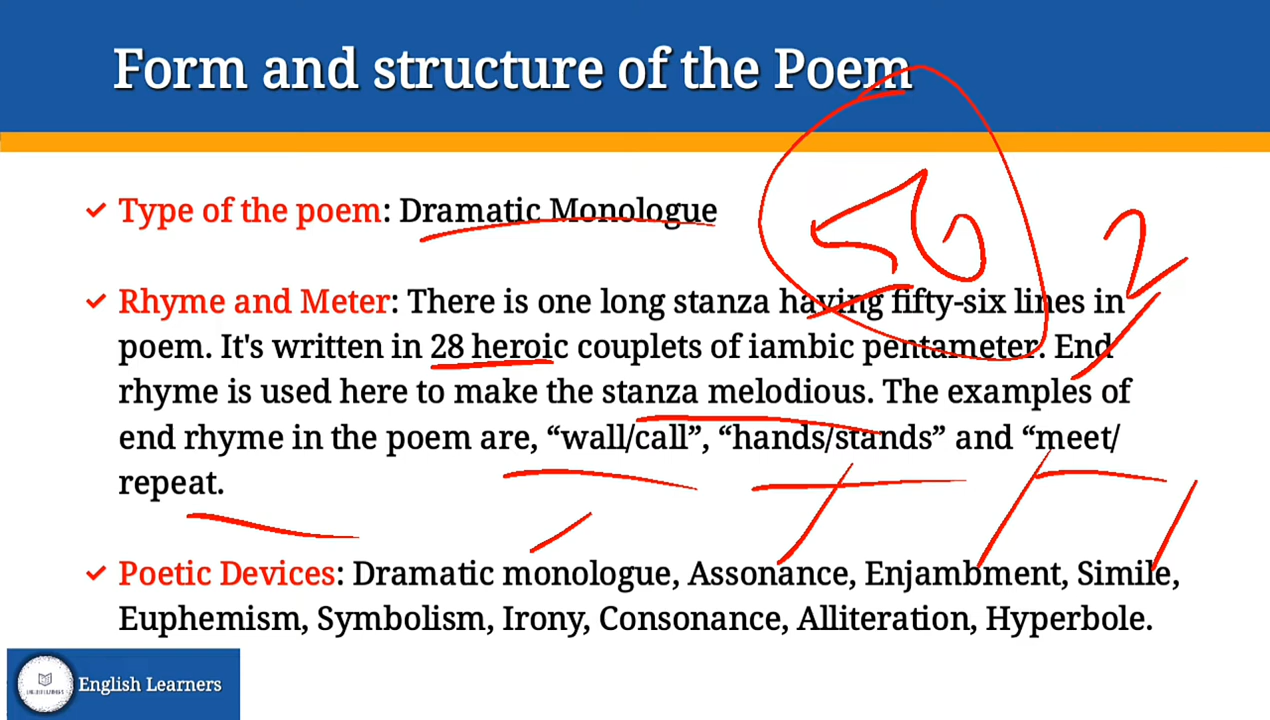 Form and structure of the Poem
Type of the poem: Dramatic Monologue
56
2
Rhyme and Meter: There is one long stanza having fifty-six lines in
poem. It's written in 28 heroic couplets of iambic pentameter. End
rhyme is used here to make the stanza melodious. The examples of
end rhyme in the poem are, “wall/call”, “hands/stands” and “meet/
repeat.
Poetic Devices: Dramatic monologue, Assonance, Enjambment, Simile,
Euphemism, Symbolism, Irony, Consonance, Alliteration, Hyperbole.
English Learners